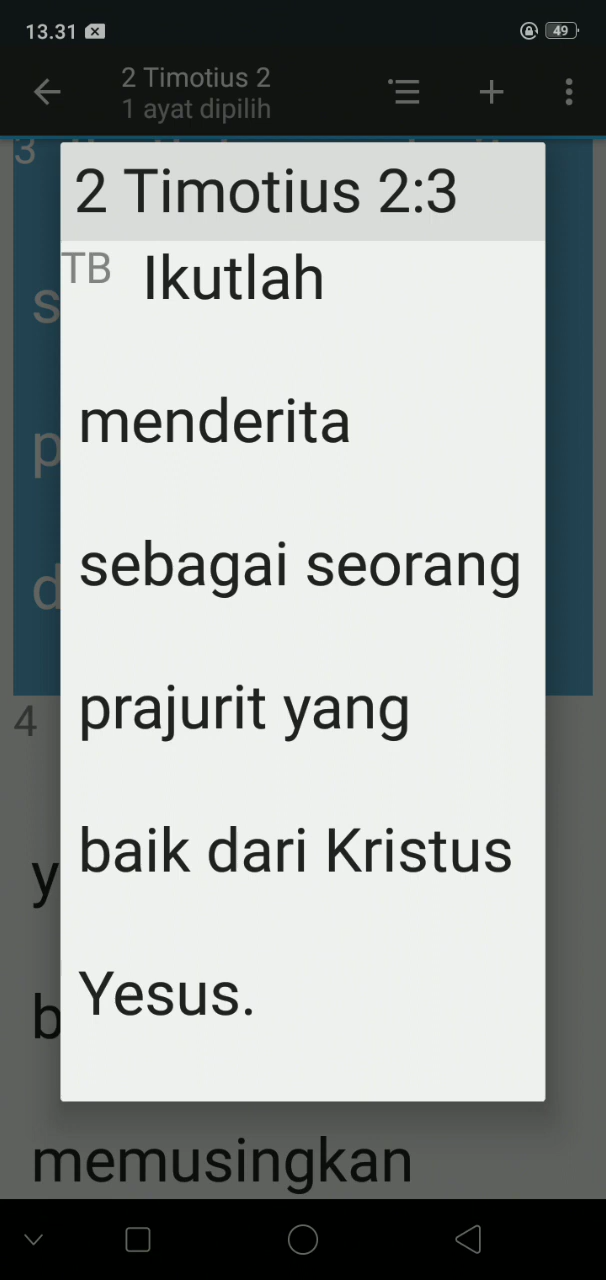 13.31
49
2 Timotius 2
1 ayat dipilih
3
2 Timotius 2:3
TB Ikutlah
menderita
s
sebagai seorang
p
prajurit yang
d
4
baik dari Kristus
y
Yesus.
b
memusingkan